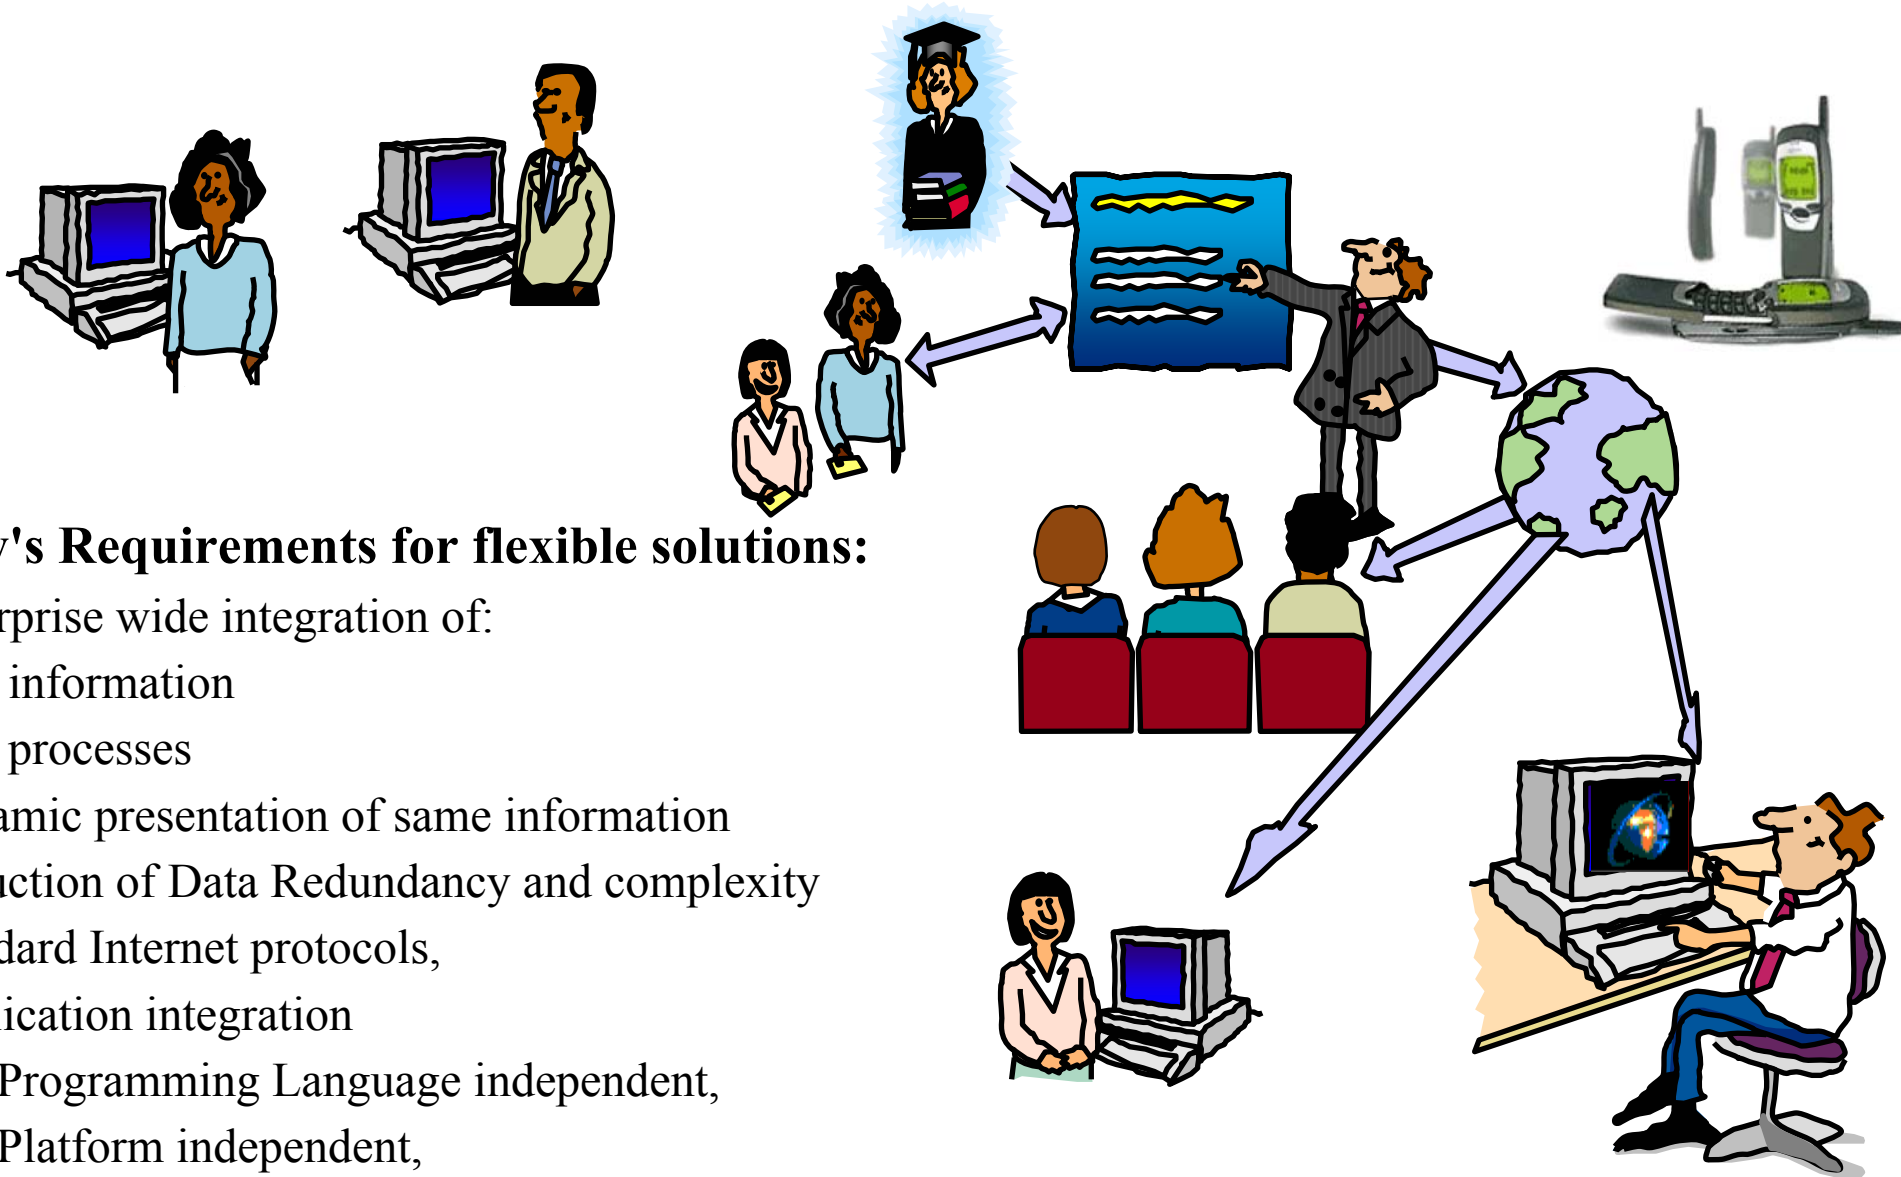 y's Requirements for flexible solutions:
rprise wide integration of:
information
processes
amic presentation of same information
uction of Data Redundancy and complexity
dard Internet protocols,
lication integration
Programming Language independent,
Platform independent,